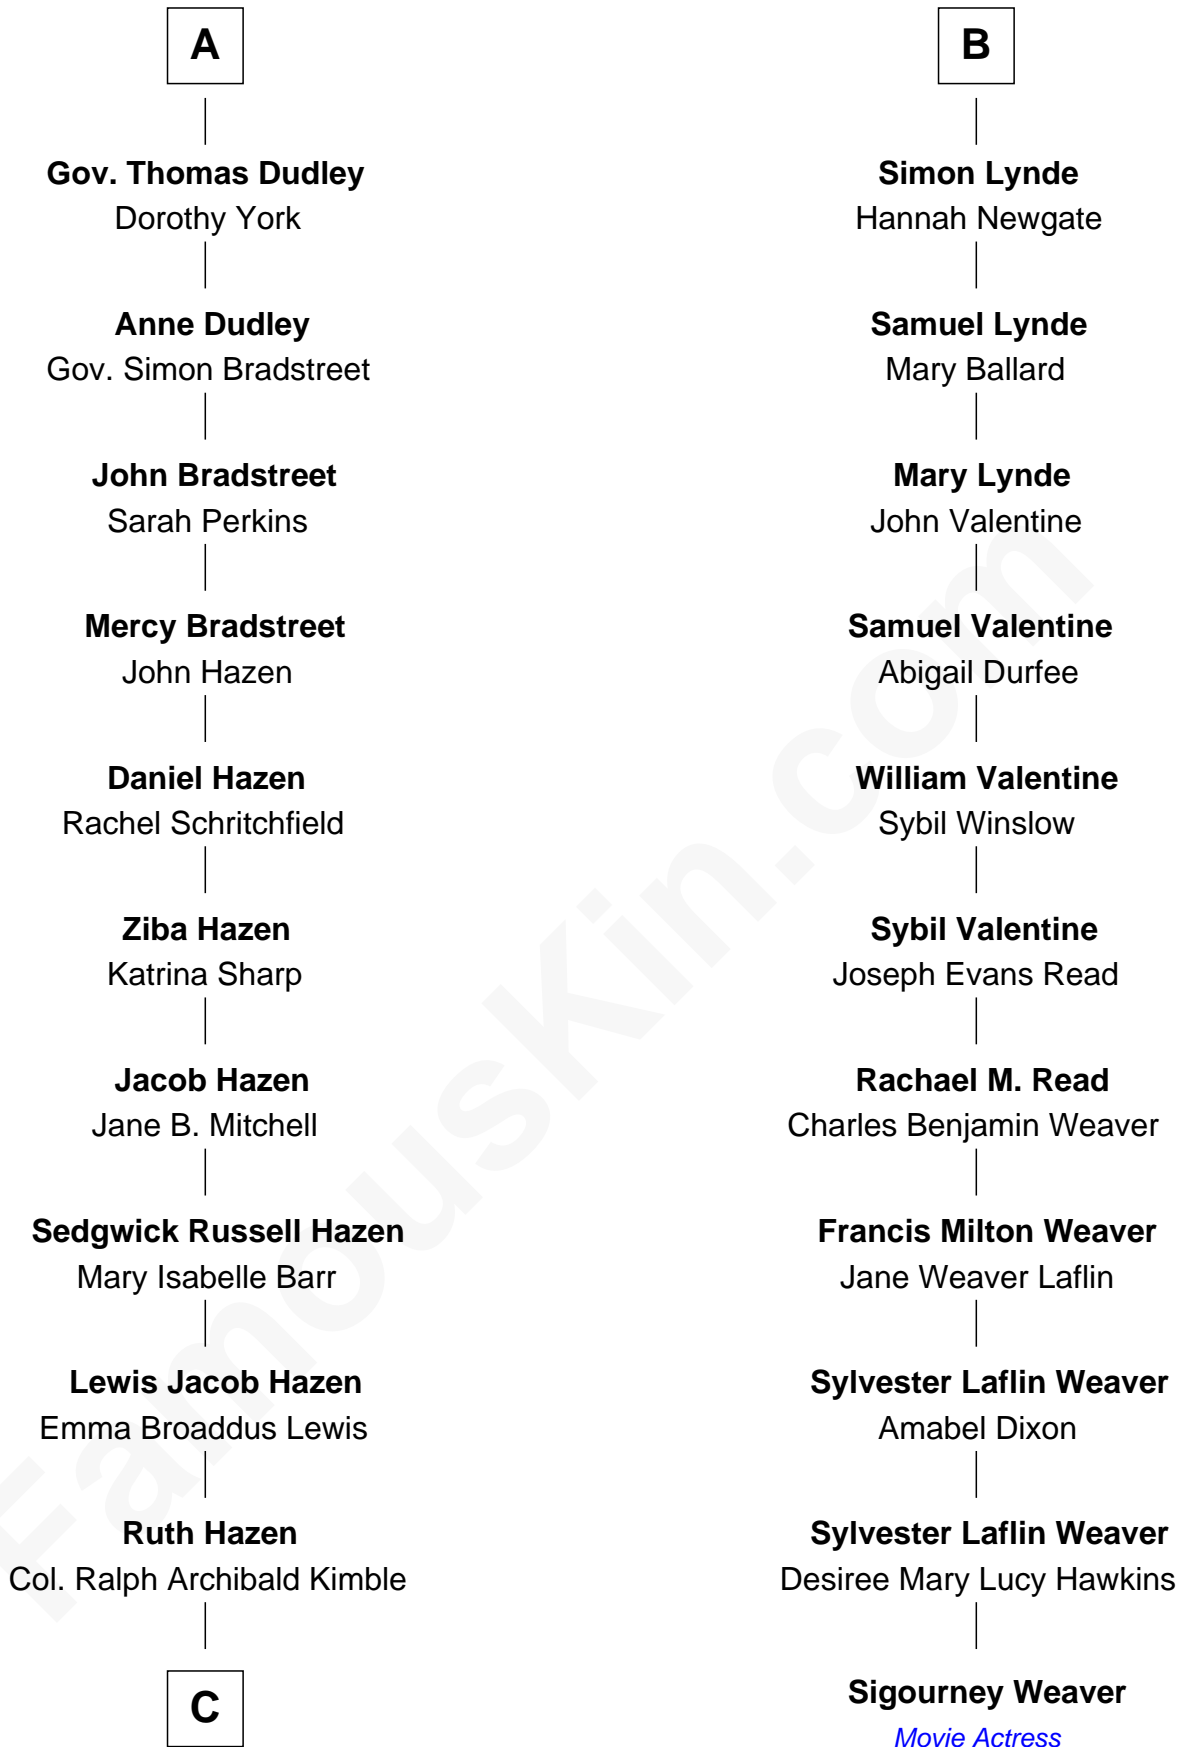 A
Gov. Thomas Dudley
Dorothy York
Anne Dudley
Gov. Simon Bradstreet
John Bradstreet
Sarah Perkins
Mercy Bradstreet
John Hazen
Daniel Hazen
Rachel Schritchfield
Ziba Hazen
Katrina Sharp
Jacob Hazen
Jane B. Mitchell
Sedgwick Russell Hazen
Mary Isabelle Barr
Lewis Jacob Hazen
Emma Broaddus Lewis
Ruth Hazen
Col. Ralph Archibald Kimble
C
B
Simon Lynde
Hannah Newgate
Samuel Lynde
Mary Ballard
Mary Lynde
John Valentine
Samuel Valentine
Abigail Durfee
William Valentine
Sybil Winslow
Sybil Valentine
Joseph Evans Read
Rachael M. Read
Charles Benjamin Weaver
Francis Milton Weaver
Jane Weaver Laflin
Sylvester Laflin Weaver
Amabel Dixon
Sylvester Laflin Weaver
Desiree Mary Lucy Hawkins
Sigourney Weaver
Movie Actress
FamousKin.com